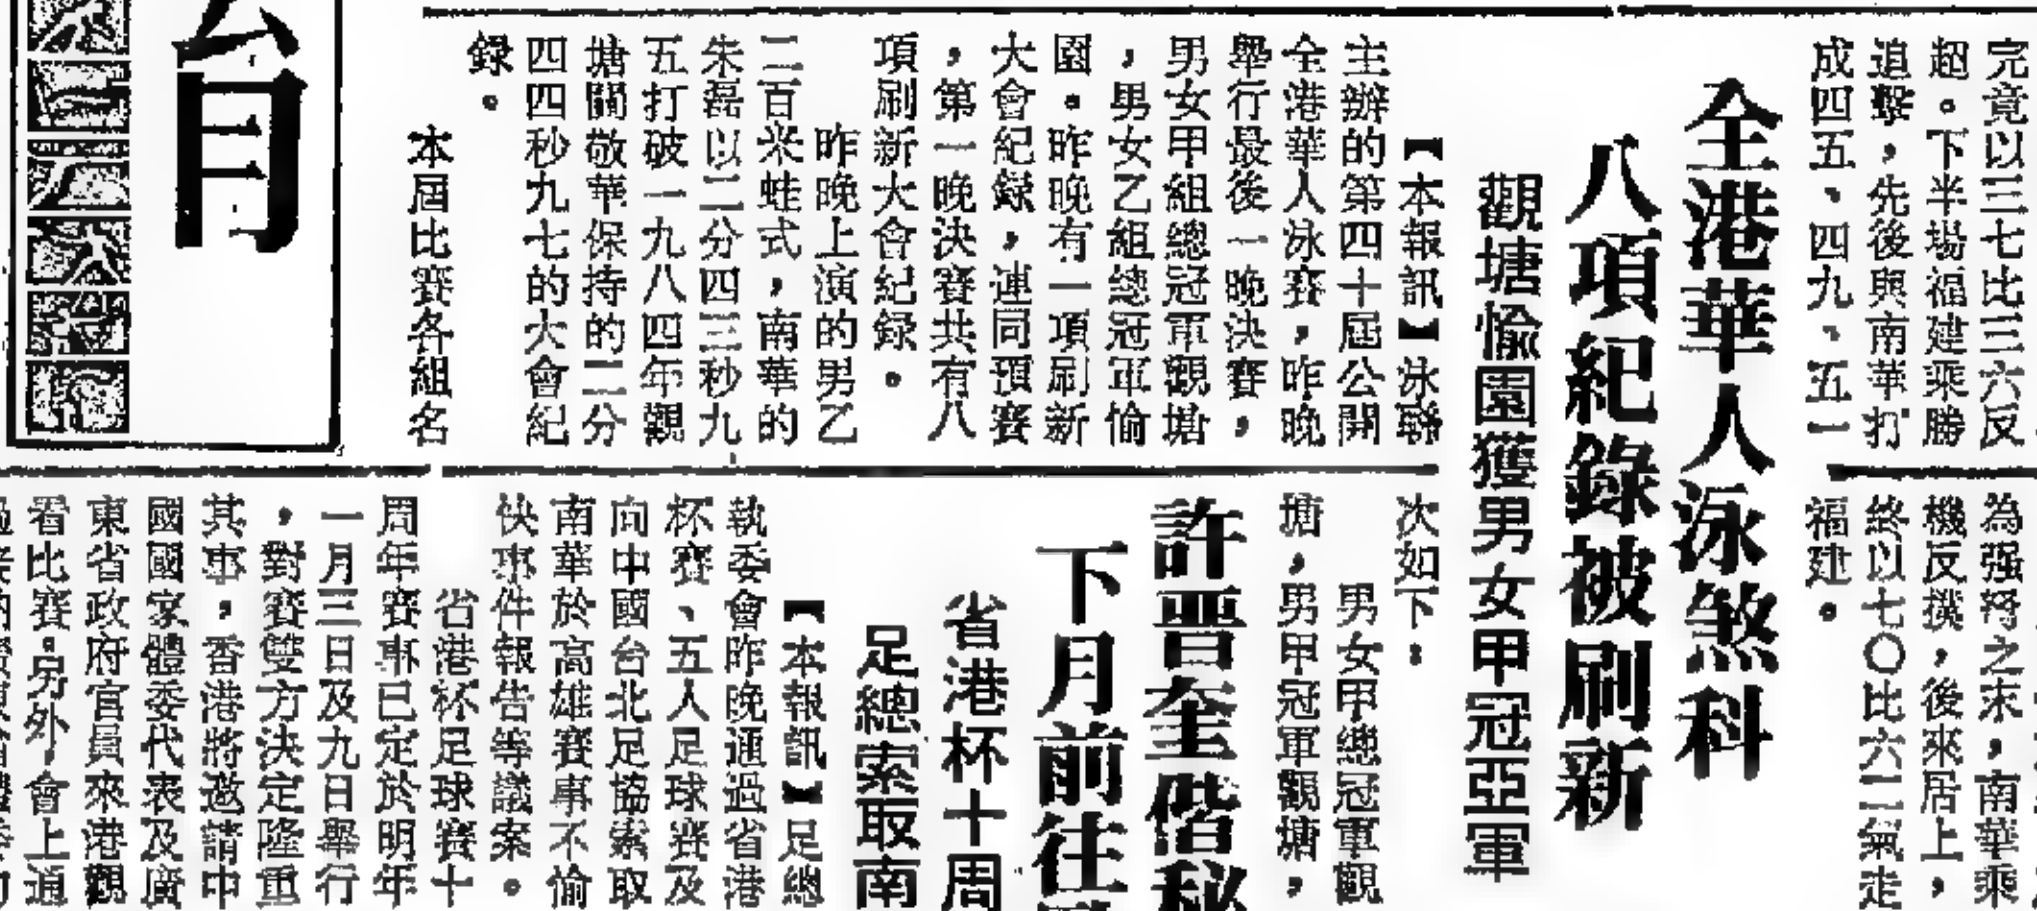 完竟以三七比三六反
超。下半場福建乘勝
追擊，先後與南華打
成四五、四九、五一
為强弩之末，南華乘
機反撲，後來居上，
終以七〇比六二氣走
福建。
全港華人泳煞科
八項紀錄被刷新
觀塘愉園獲男女甲冠亞軍
【本報訊】泳聯
主辦的第四十屆公開
全港華人泳賽，昨晚
舉行最後一晚決賽，
男女甲組總冠軍觀塘
，男女乙組總冠軍愉
園。昨晚有一項刷新
大會紀録，連同預賽
，第一晚決賽共有八
項刷新大會紀録。
昨晚上演的男乙
二百米蛙式，南華的
朱磊以二分四三秒九
五打破一九八四年觀
塘關敬華保持的二分
四四秒九七的大會紀
録。
本屆比賽各組名
次如下：
男女甲總冠軍觀
塘，男甲冠軍觀塘，
育
許晋奎偕秘
下月前往
省港杯十周
足總索取南
【本報訊】足總
執委會昨晚通過省港
杯賽、五人足球賽及
向中國台北足協索取
南華於高雄賽事不愉
快事件報告等議案。
省港杯足球賽十
周年賽事已定於明年
一月三日及九日舉行
，對賽雙方決定隆重
其事，香港將邀請中
國國家體委代表及廣
東省政府官員來港觀
看比賽。另外，會上通